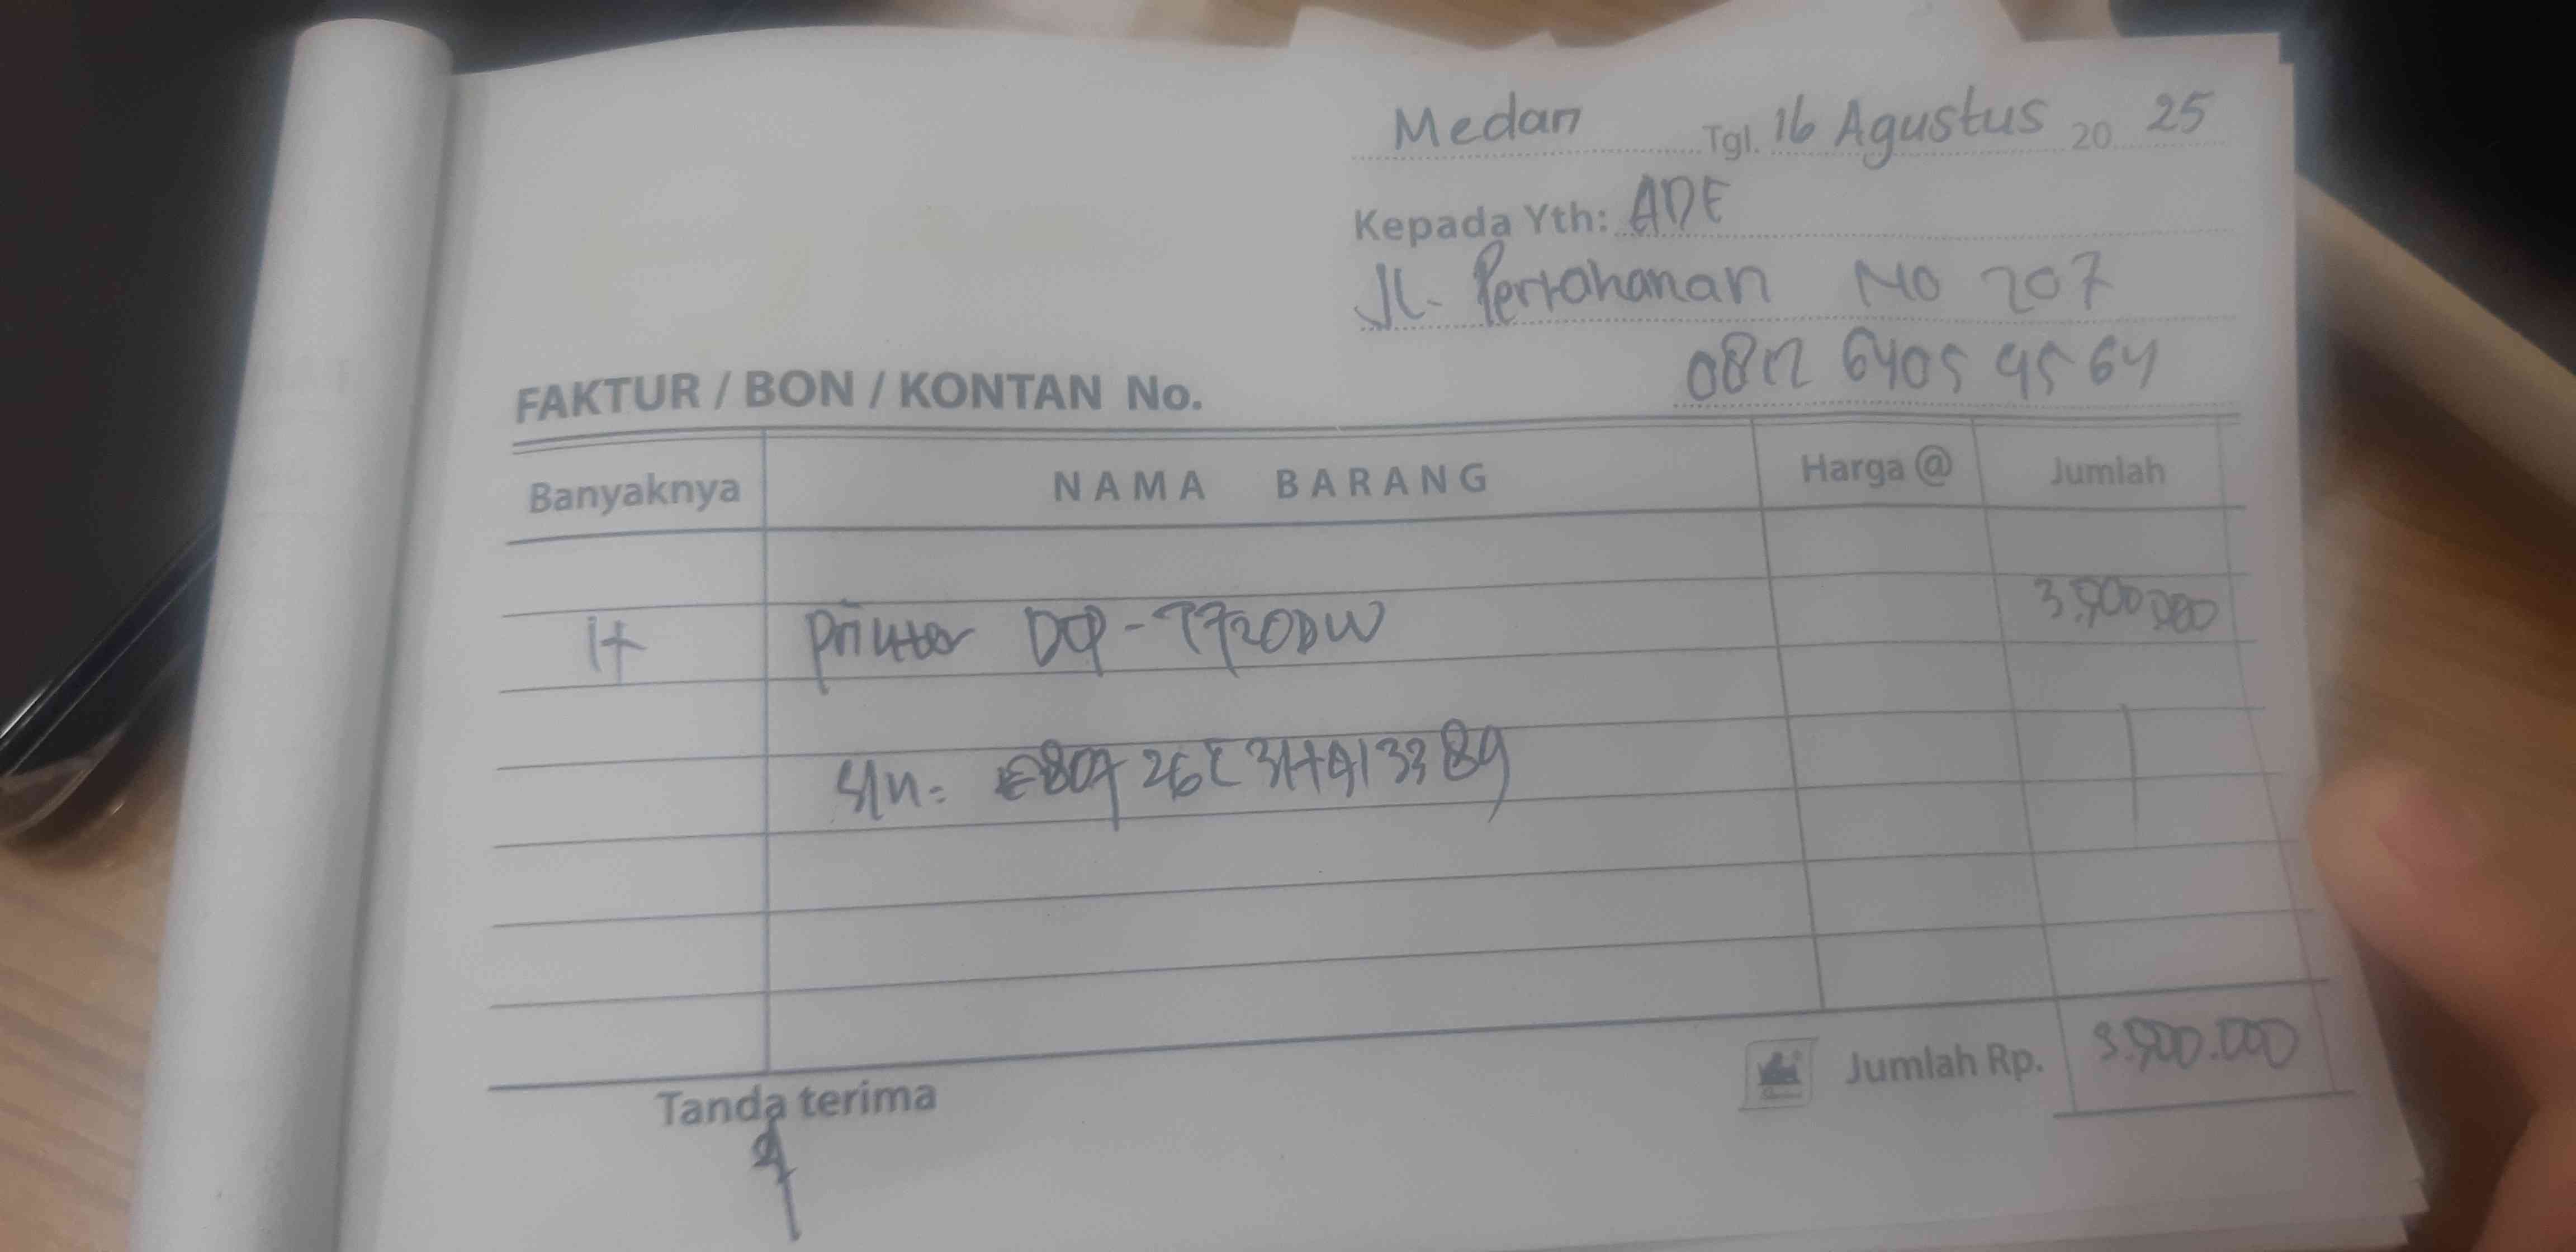 Medan Tgl. 16 Agustus 20 25
Kepada Yth: ADE
Jl. Pertahanan No 207
0812 6405 9564
FAKTUR / BON / KONTAN No.
Banyaknya NAMA BARANG Harga @ Jumlah
1+ Printer DCP-T720DW 3.900.000
S/N= E80726E3H413389
Jumlah Rp. 3.900.000
Tanda terima